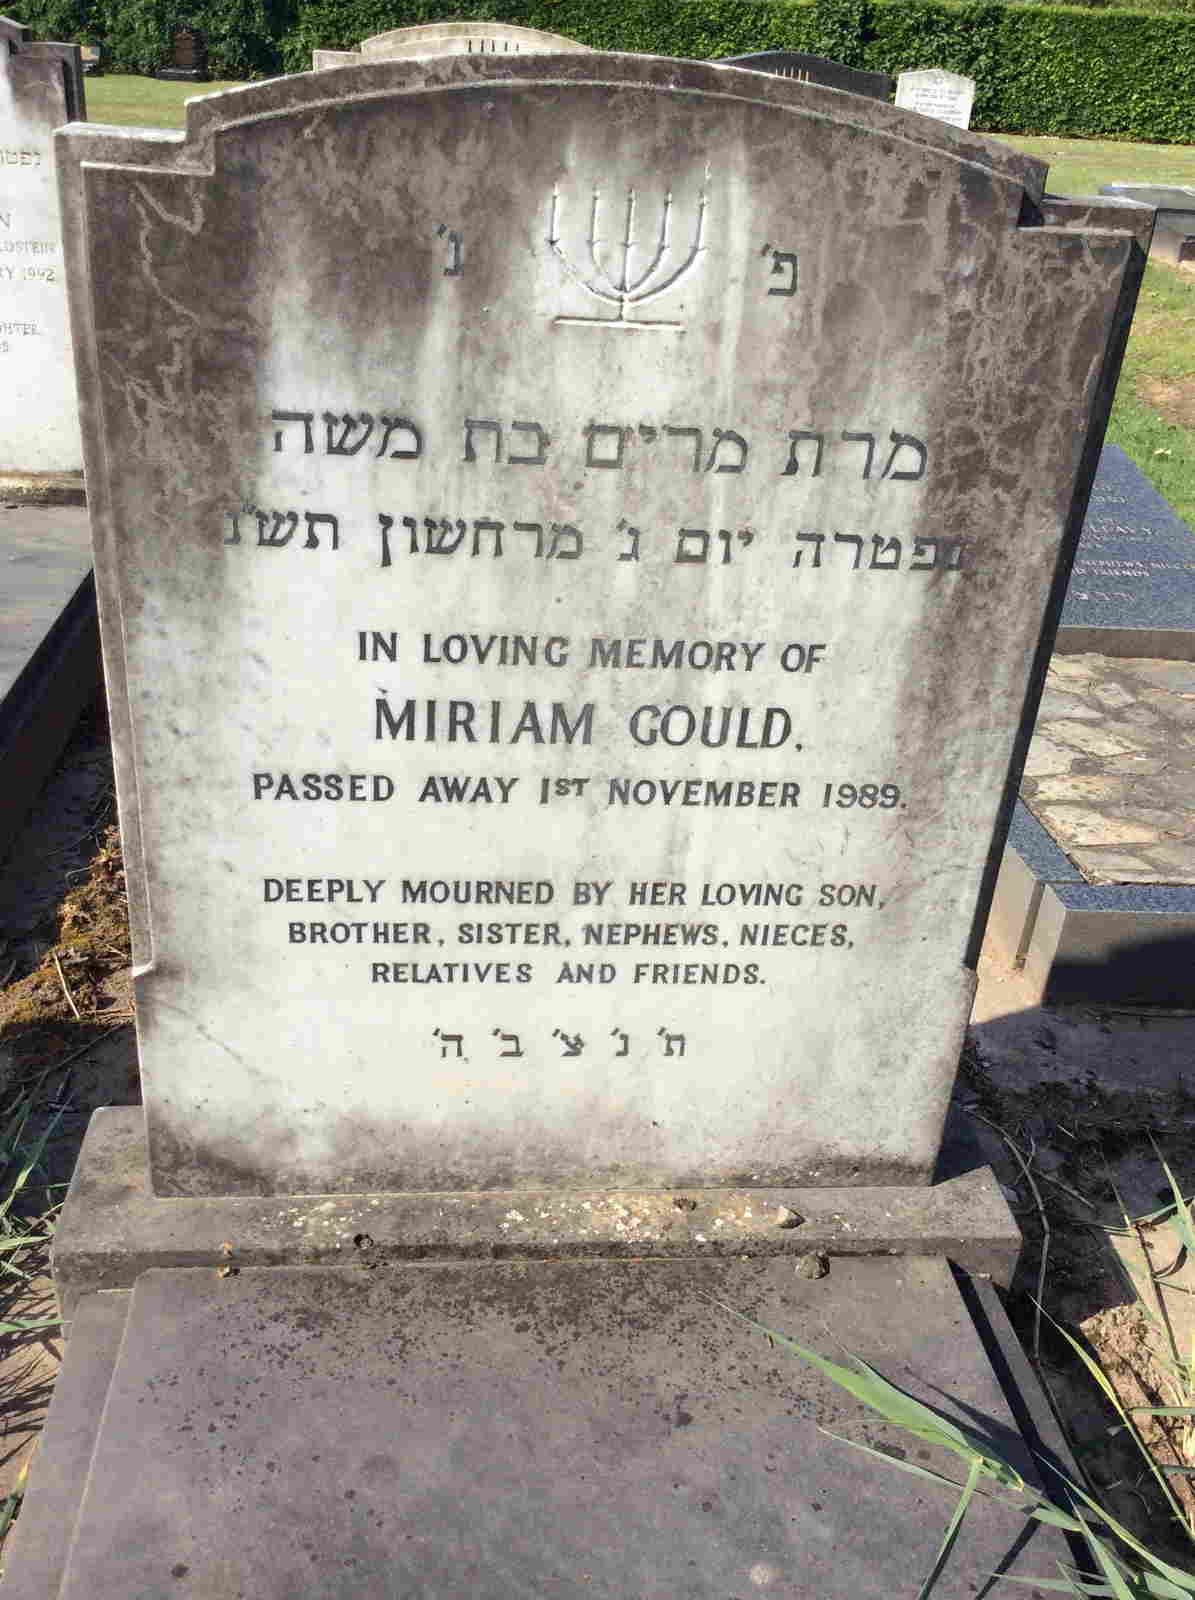 פ' נ'
מרת מרים בת משה
נפטרה יום ג' מרחשון תש"נ
IN LOVING MEMORY OF
MIRIAM GOULD.
PASSED AWAY 1ST NOVEMBER 1989.
DEEPLY MOURNED BY HER LOVING SON,
BROTHER, SISTER, NEPHEWS, NIECES,
RELATIVES AND FRIENDS.
ת' נ' צ' ב' ה'